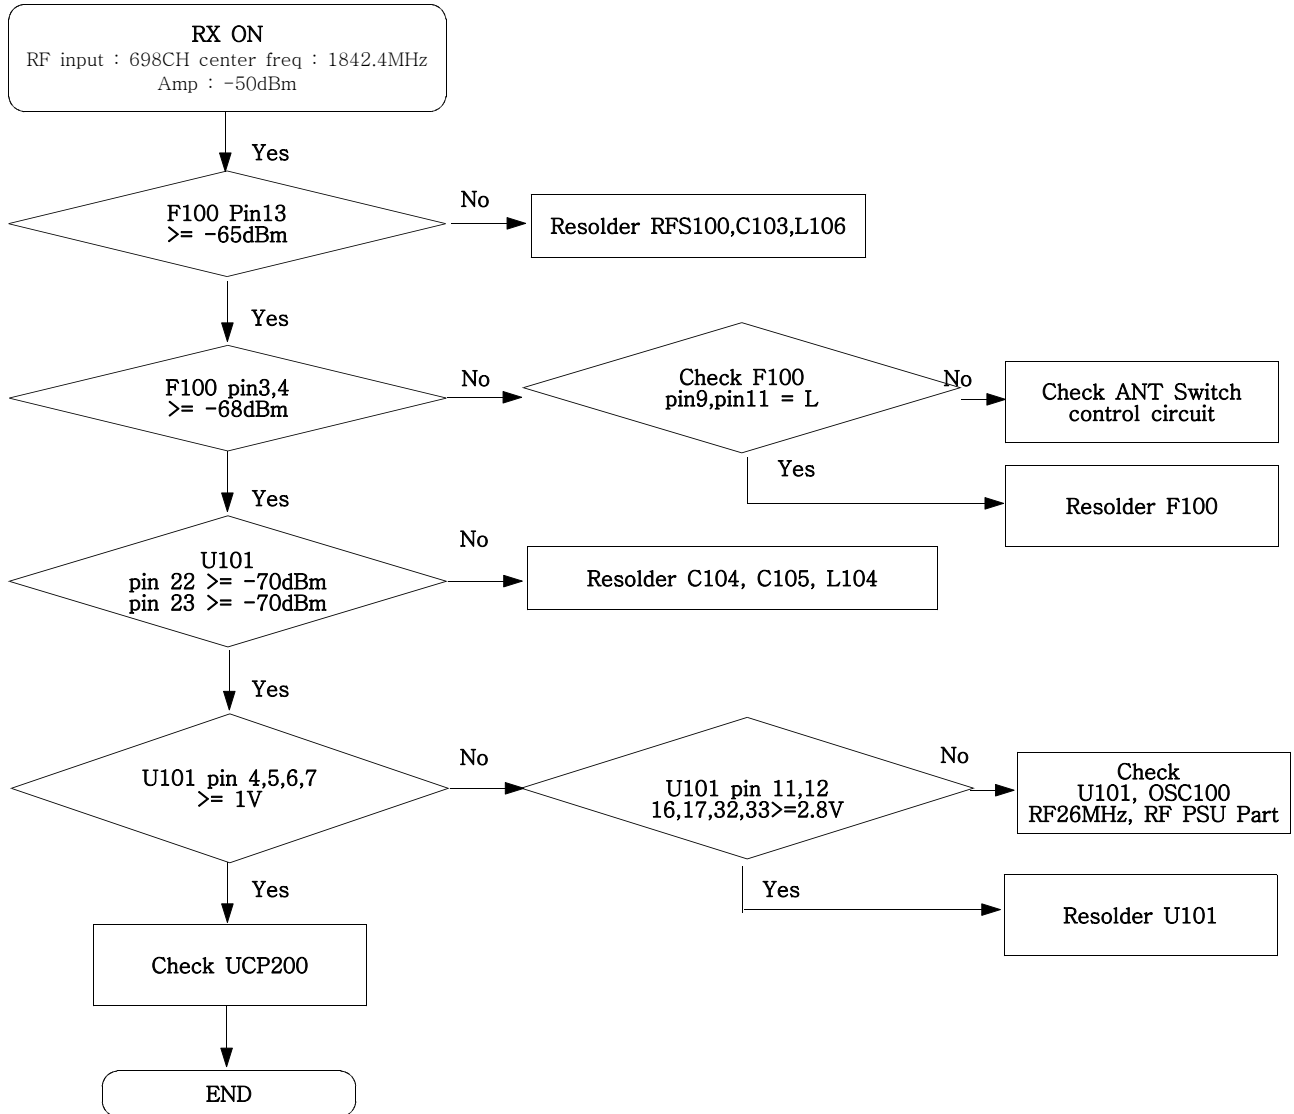 RX ON
RF input : 698CH center freq : 1842.4MHz
Amp : -50dBm
Yes
F100 Pin13
>= -65dBm
No
Resolder RFS100,C103,L106
Yes
F100 pin3,4
>= -68dBm
No
Check F100
pin9,pin11 = L
No
Check ANT Switch
control circuit
Yes
Resolder F100
Yes
U101
pin 22 >= -70dBm
pin 23 >= -70dBm
No
Resolder C104, C105, L104
Yes
U101 pin 4,5,6,7
>= 1V
No
U101 pin 11,12
16,17,32,33>=2.8V
No
Check
U101, OSC100
RF26MHz, RF PSU Part
Yes
Resolder U101
Yes
Check UCP200
END